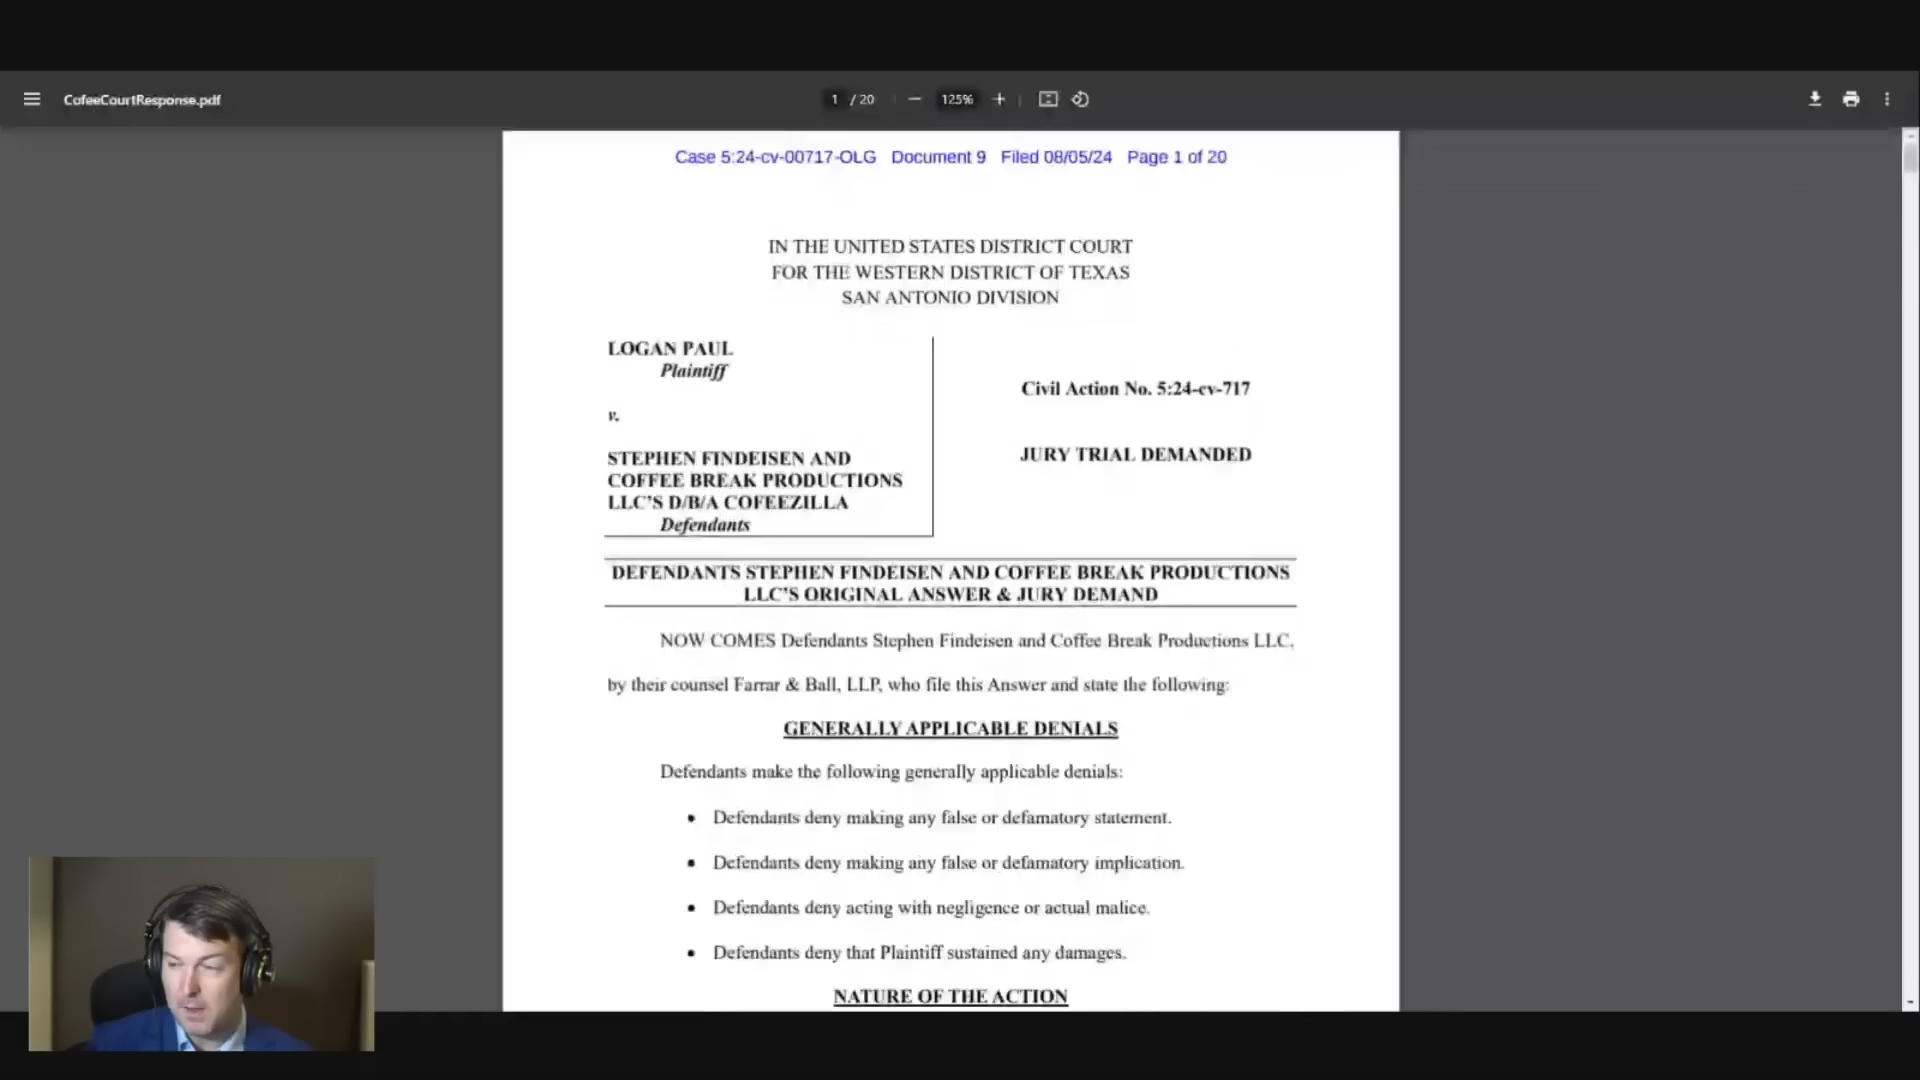 CofeeCourtResponse.pdf
1 / 20
125%
Case 5:24-cv-00717-OLG Document 9 Filed 08/05/24 Page 1 of 20
IN THE UNITED STATES DISTRICT COURT
FOR THE WESTERN DISTRICT OF TEXAS
SAN ANTONIO DIVISION
LOGAN PAUL
Plaintiff
v.
STEPHEN FINDEISEN AND
COFFEE BREAK PRODUCTIONS
LLC’S D/B/A COFEEZILLA
Defendants
Civil Action No. 5:24-cv-717
JURY TRIAL DEMANDED
DEFENDANTS STEPHEN FINDEISEN AND COFFEE BREAK PRODUCTIONS
LLC’S ORIGINAL ANSWER & JURY DEMAND
NOW COMES Defendants Stephen Findeisen and Coffee Break Productions LLC,
by their counsel Farrar & Ball, LLP, who file this Answer and state the following:
GENERALLY APPLICABLE DENIALS
Defendants make the following generally applicable denials:
• Defendants deny making any false or defamatory statement.
• Defendants deny making any false or defamatory implication.
• Defendants deny acting with negligence or actual malice.
• Defendants deny that Plaintiff sustained any damages.
NATURE OF THE ACTION